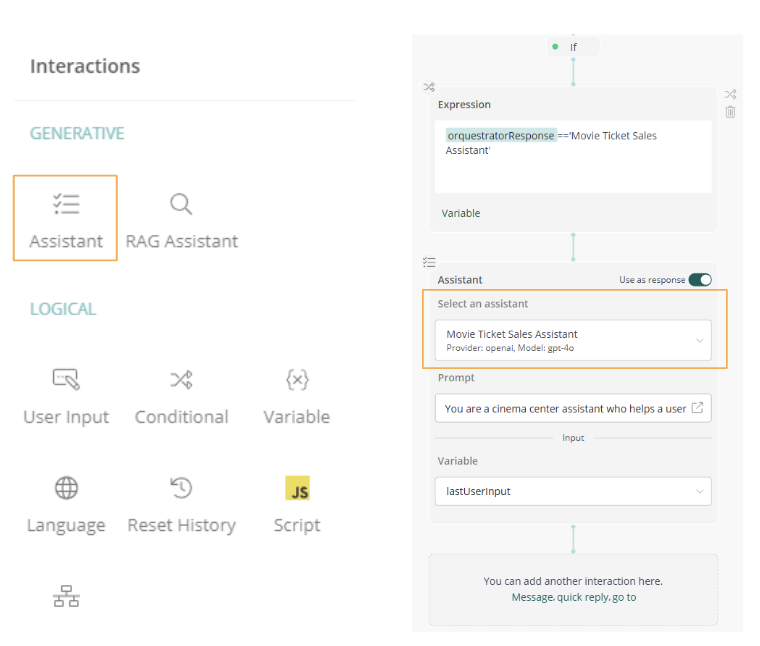 Interactions
GENERATIVE
Assistant
RAG Assistant
LOGICAL
User Input
Conditional
{x}
Variable
Language
Reset History
JS
Script
If
Expression
orquestratorResponse =='Movie Ticket Sales
Assistant'
Variable
Assistant
Use as response
Select an assistant
Movie Ticket Sales Assistant
Provider: openai, Model: gpt-4o
Prompt
You are a cinema center assistant who helps a user
Input
Variable
lastUserInput
You can add another interaction here.
Message, quick reply, go to